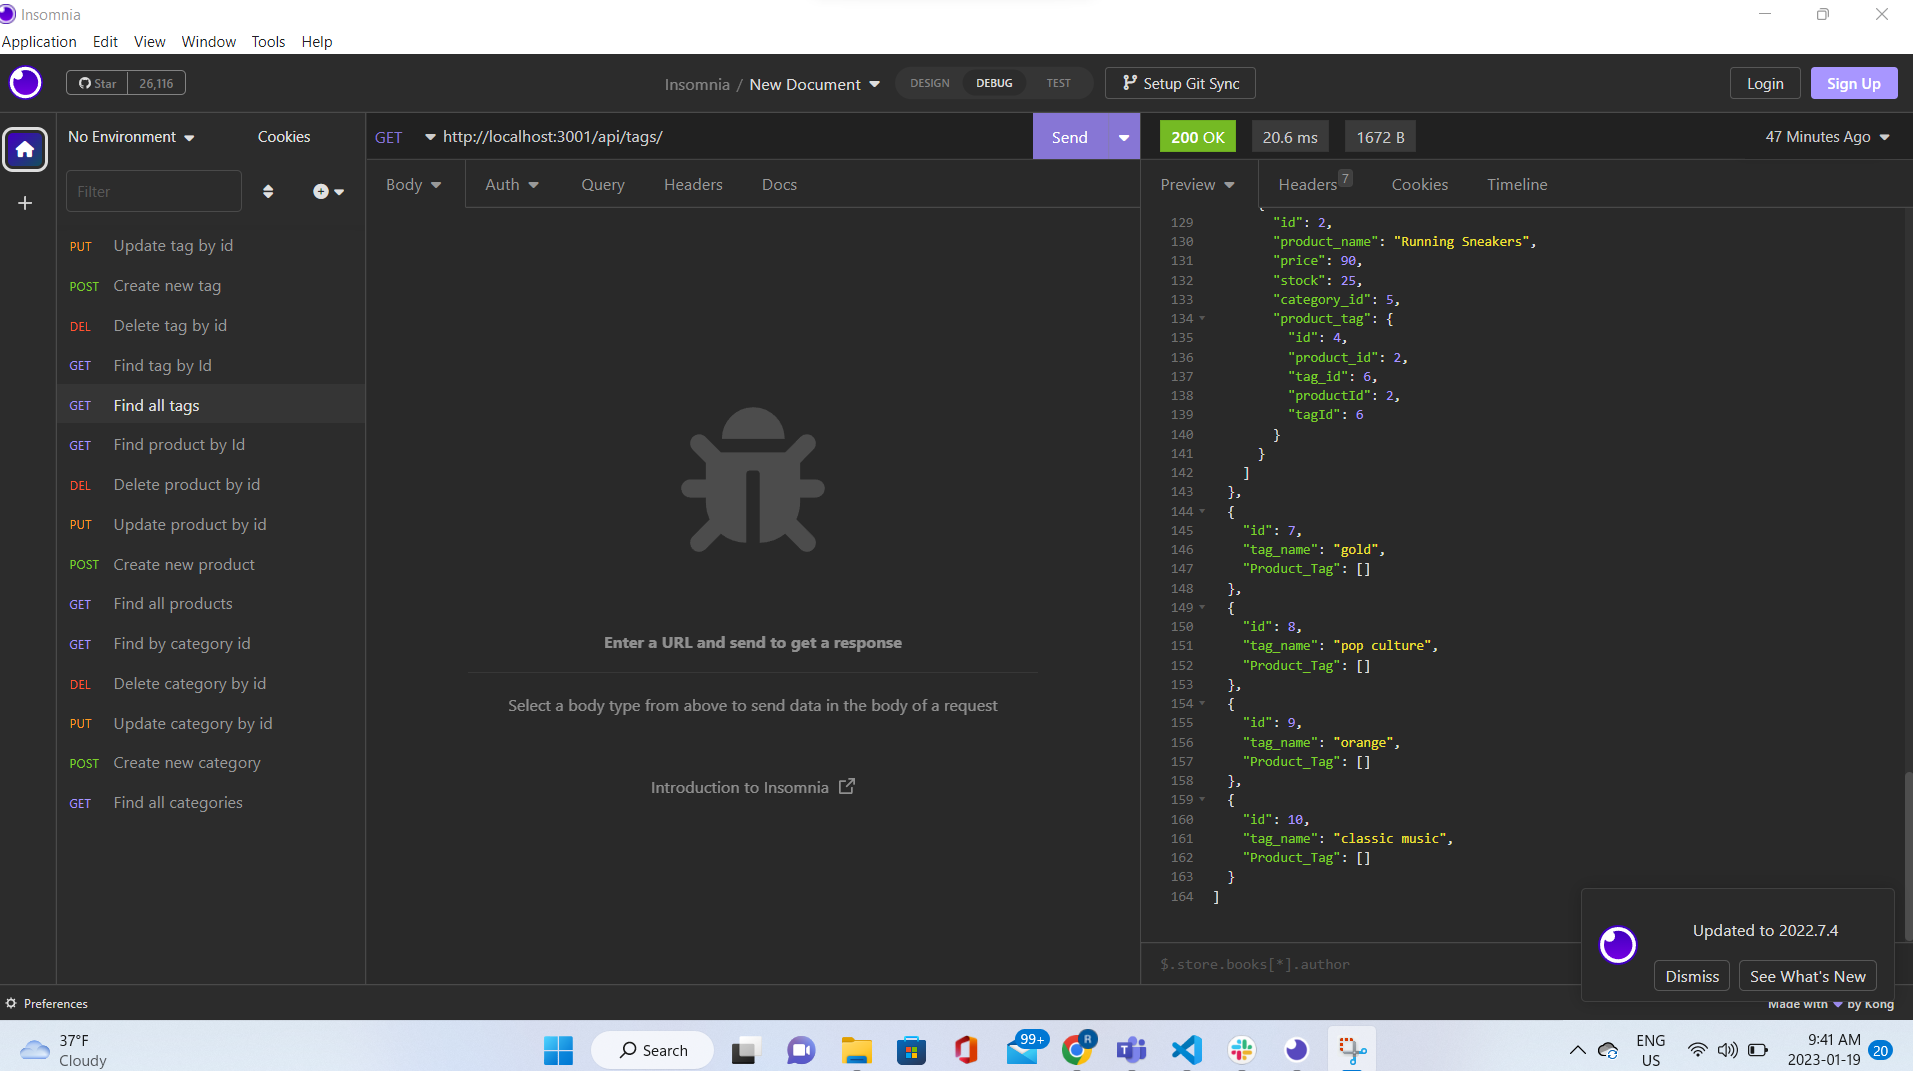 Insomnia
Application Edit View Window Tools Help
Star 26,116
Insomnia / New Document
DESIGN DEBUG TEST
Setup Git Sync
Login
Sign Up
No Environment
Cookies
Filter
PUT Update tag by id
POST Create new tag
DEL Delete tag by id
GET Find tag by Id
GET Find all tags
GET Find product by Id
DEL Delete product by id
PUT Update product by id
POST Create new product
GET Find all products
GET Find by category id
DEL Delete category by id
PUT Update category by id
POST Create new category
GET Find all categories
GET http://localhost:3001/api/tags/
Send
Body Auth Query Headers Docs
Enter a URL and send to get a response
Select a body type from above to send data in the body of a request
Introduction to Insomnia
200 OK 20.6 ms 1672 B
47 Minutes Ago
Preview Headers 7 Cookies Timeline
129 "id": 2,
130 "product_name": "Running Sneakers",
131 "price": 90,
132 "stock": 25,
133 "category_id": 5,
134 "product_tag": {
135 "id": 4,
136 "product_id": 2,
137 "tag_id": 6,
138 "productId": 2,
139 "tagId": 6
140 }
141 }
142 ]
143 },
144 {
145 "id": 7,
146 "tag_name": "gold",
147 "Product_Tag": []
148 },
149 {
150 "id": 8,
151 "tag_name": "pop culture",
152 "Product_Tag": []
153 },
154 {
155 "id": 9,
156 "tag_name": "orange",
157 "Product_Tag": []
158 },
159 {
160 "id": 10,
161 "tag_name": "classic music",
162 "Product_Tag": []
163 }
164 ]
$.store.books[*].author
Updated to 2022.7.4
Dismiss
See What's New
Preferences
Made with by Kong
37°F
Cloudy
Search
99+
R
ENG
US
9:41 AM
2023-01-19
20